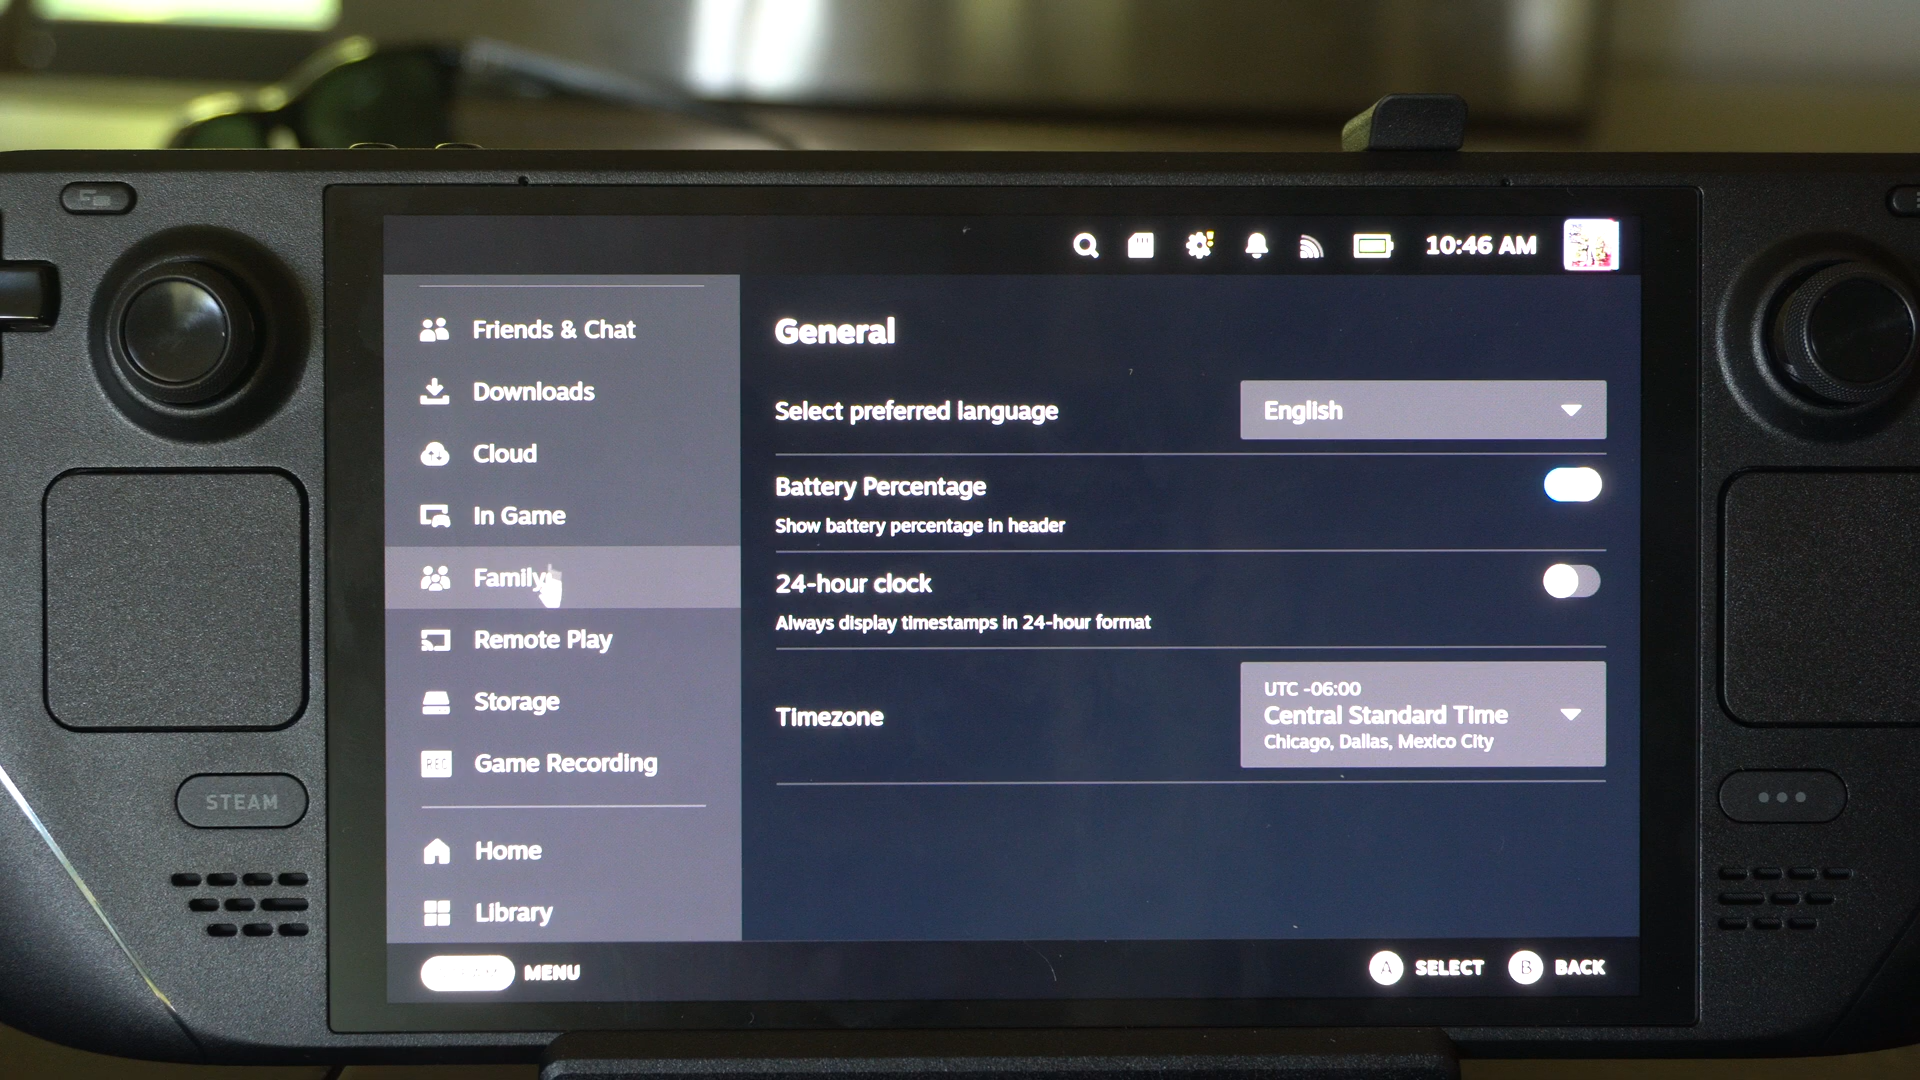 10:46 AM
Friends & Chat
Downloads
Cloud
In Game
Family
Remote Play
Storage
REC Game Recording
Home
Library
General
Select preferred language
English
Battery Percentage
Show battery percentage in header
24-hour clock
Always display timestamps in 24-hour format
Timezone
UTC -06:00
Central Standard Time
Chicago, Dallas, Mexico City
STEAM
MENU
A SELECT B BACK